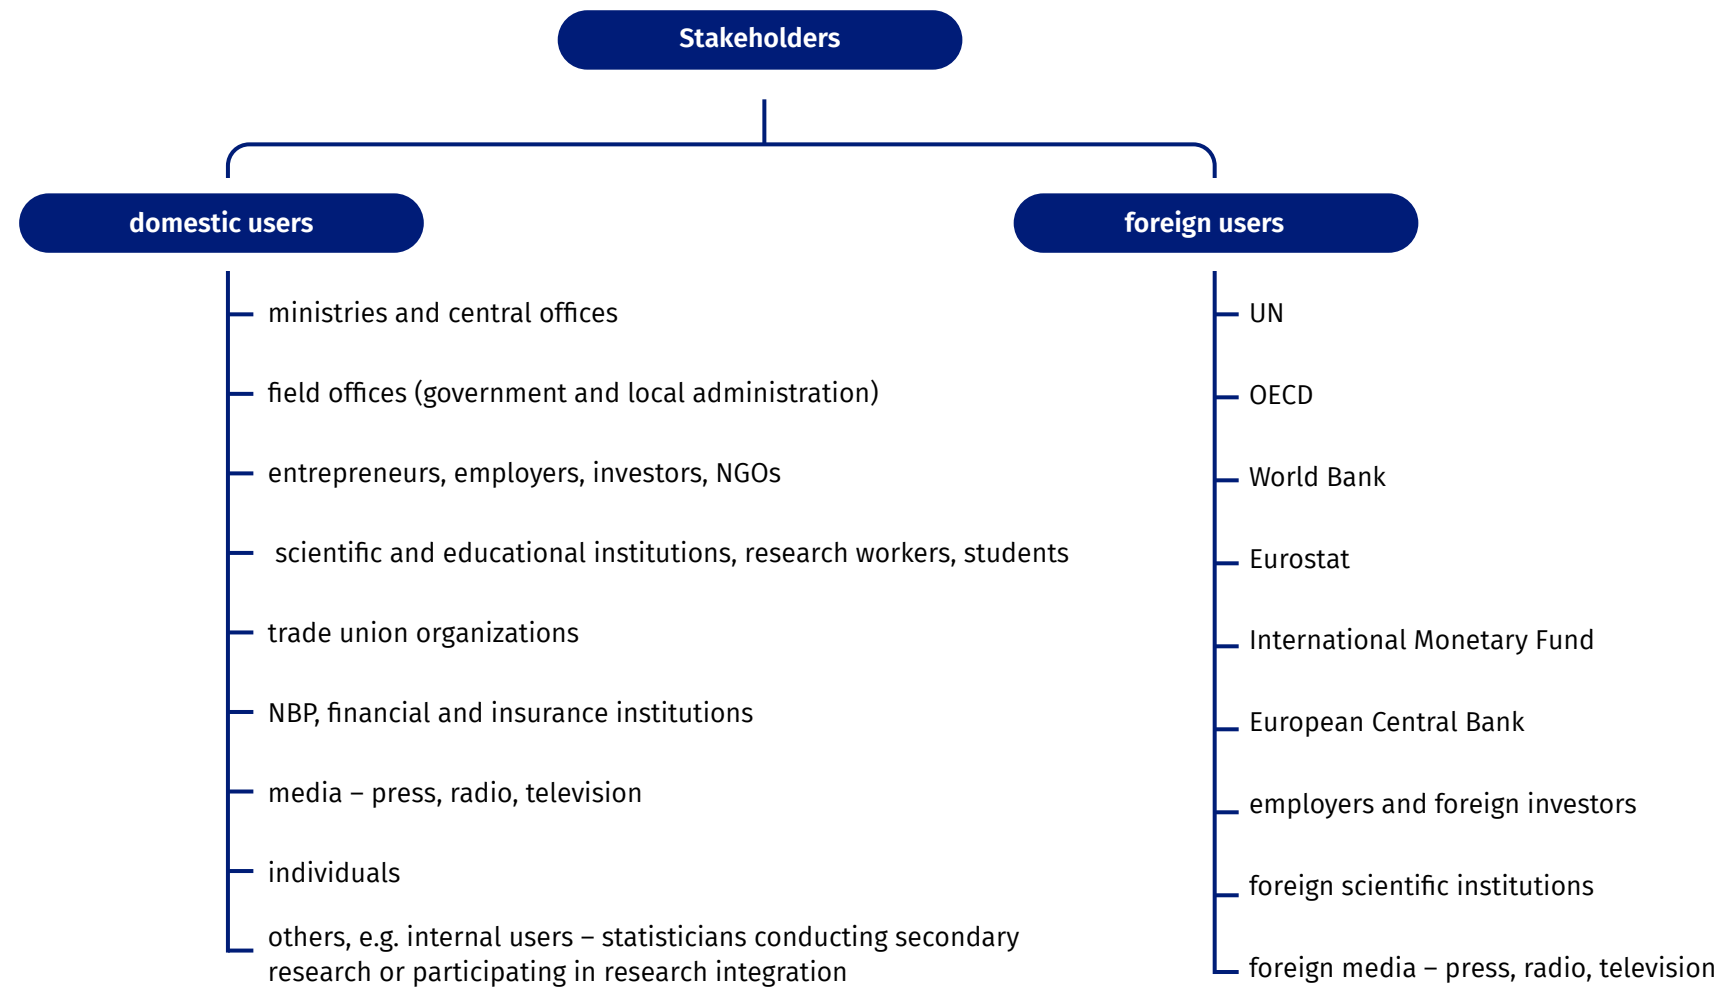 Stakeholders
domestic users
ministries and central offices
field offices (government and local administration)
entrepreneurs, employers, investors, NGOs
scientific and educational institutions, research workers, students
trade union organizations
NBP, financial and insurance institutions
media – press, radio, television
individuals
others, e.g. internal users – statisticians conducting secondary
research or participating in research integration
foreign users
UN
OECD
World Bank
Eurostat
International Monetary Fund
European Central Bank
employers and foreign investors
foreign scientific institutions
foreign media – press, radio, television